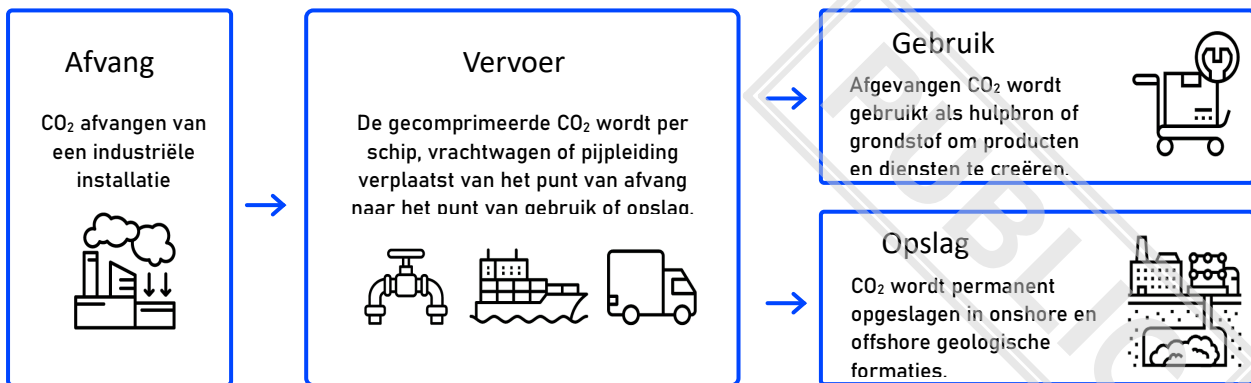 Afvang
CO₂ afvangen van
een industriële
installatie
Vervoer
De gecomprimeerde CO₂ wordt per
schip, vrachtwagen of pijpleiding
verplaatst van het punt van afvang
naar het punt van gebruik of opslag.
Gebruik
Afgevangen CO₂ wordt
gebruikt als hulpbron of
grondstof om producten
en diensten te creëren.
Opslag
CO₂ wordt permanent
opgeslagen in onshore en
offshore geologische
formaties.
PUBLIC